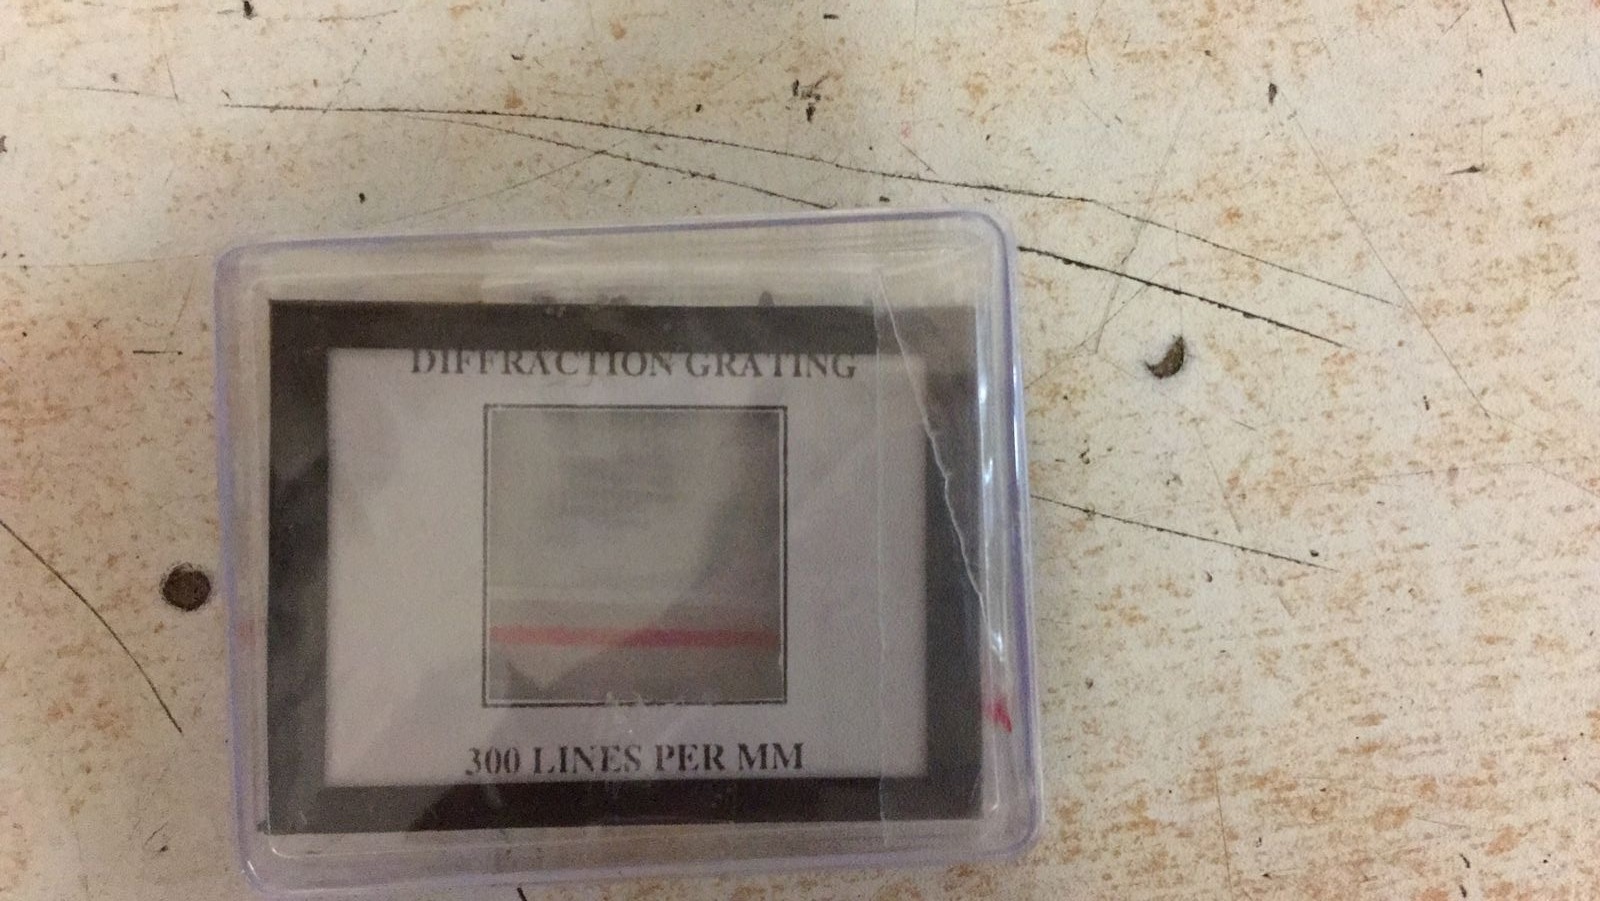 DIFFRACTION GRATING
300 LINES PER MM